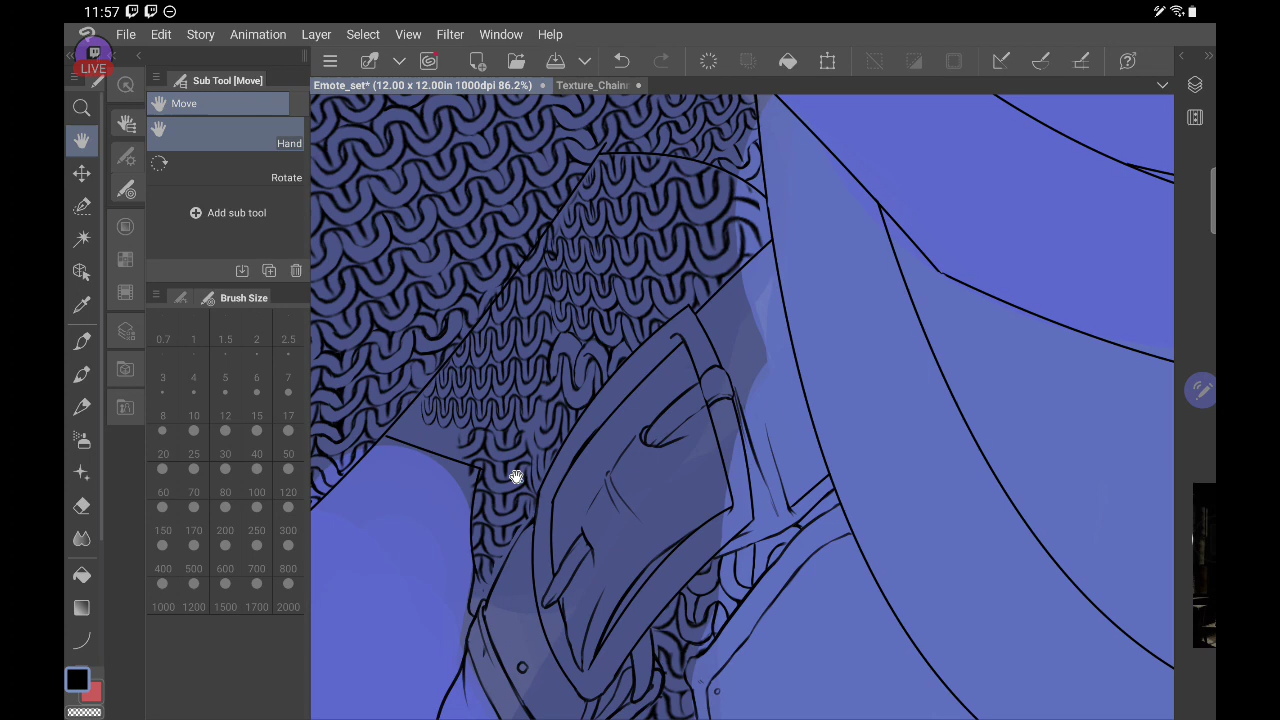 11:57
File Edit Story Animation Layer Select View Filter Window Help
LIVE
Sub Tool [Move]
Emote_set* (12.00 x 12.00in 1000dpi 86.2%)
Texture_Chainm
Move
Hand
Rotate
Add sub tool
Brush Size
0.7 1 1.5 2 2.5
3 4 5 6 7
8 10 12 15 17
20 25 30 40 50
60 70 80 100 120
150 170 200 250 300
400 500 600 700 800
1000 1200 1500 1700 2000